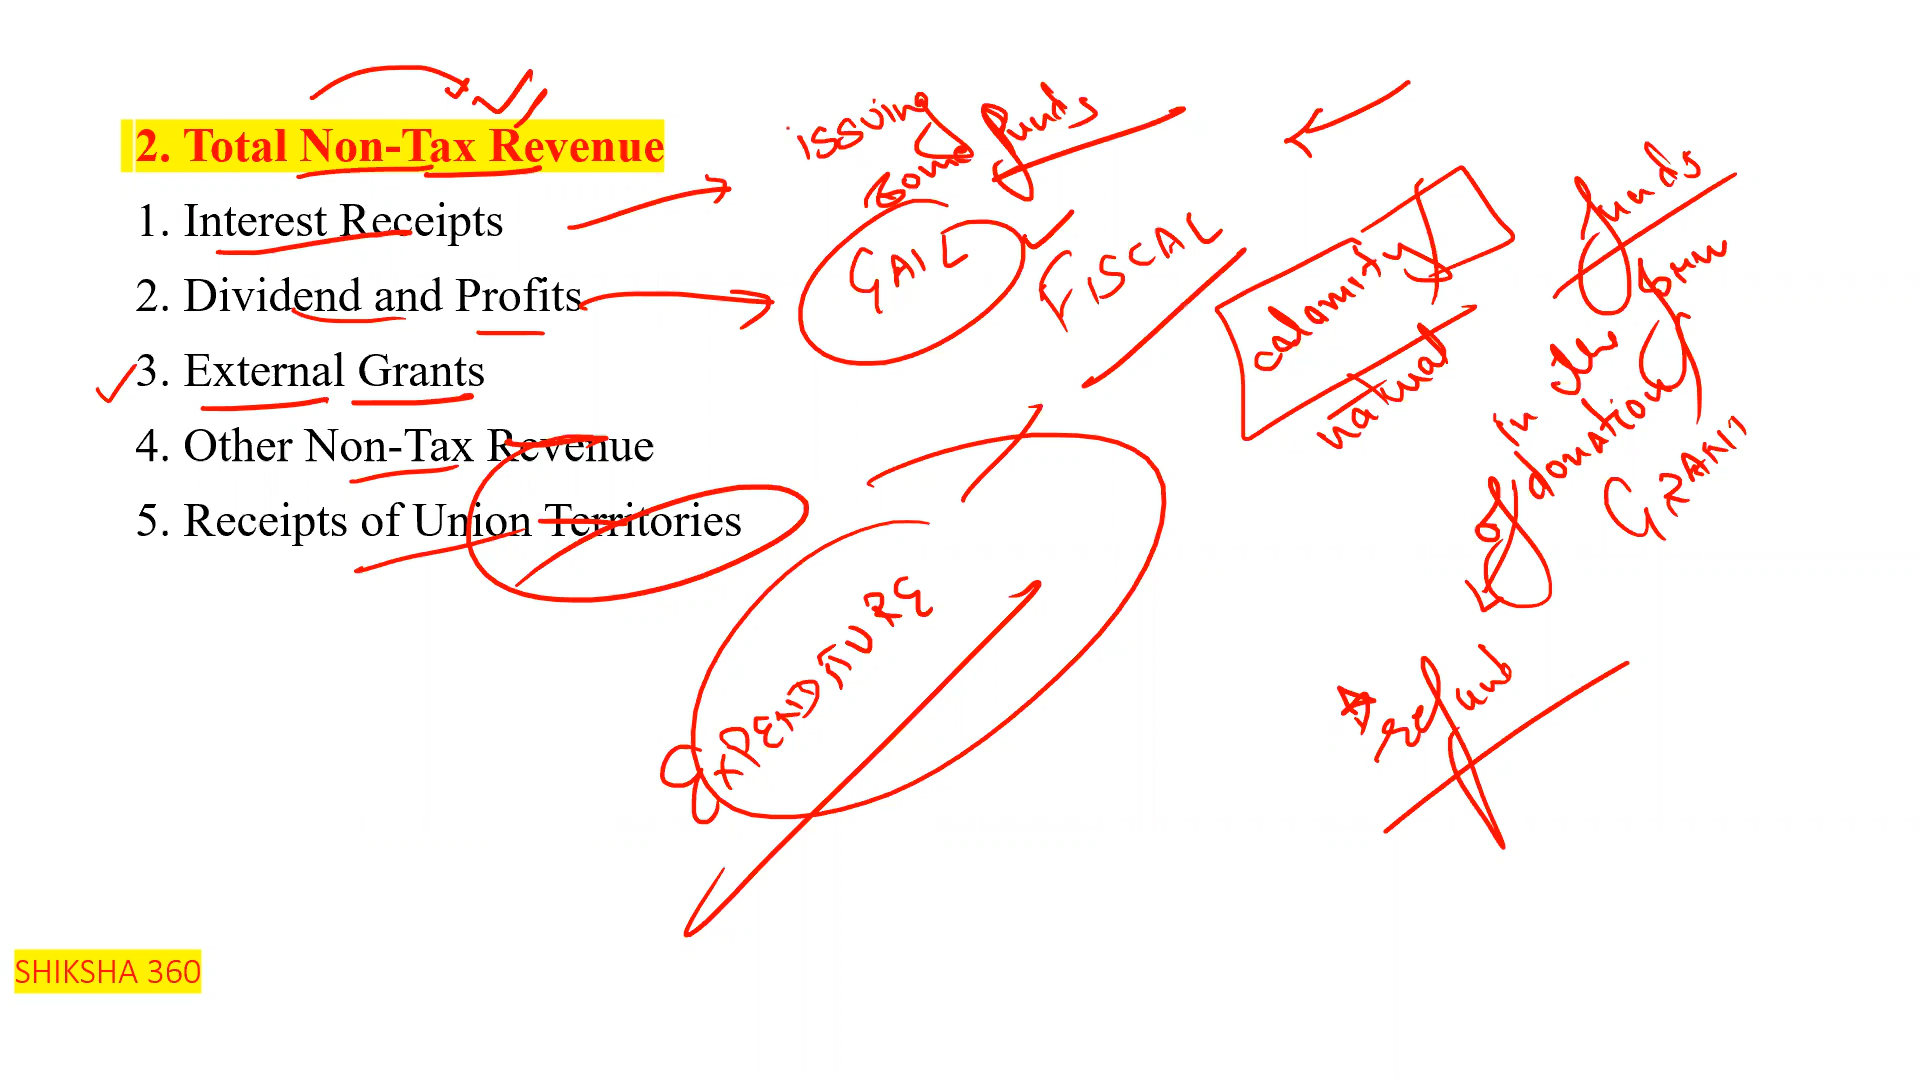 2. Total Non-Tax Revenue
1. Interest Receipts
2. Dividend and Profits
3. External Grants
4. Other Non-Tax Revenue
5. Receipts of Union Territories
issuing
some funds
GAIL
FISCAL
calamity
natural
funds
in the form
of donation
GRANT
refund
EXPENDITURE
SHIKSHA 360